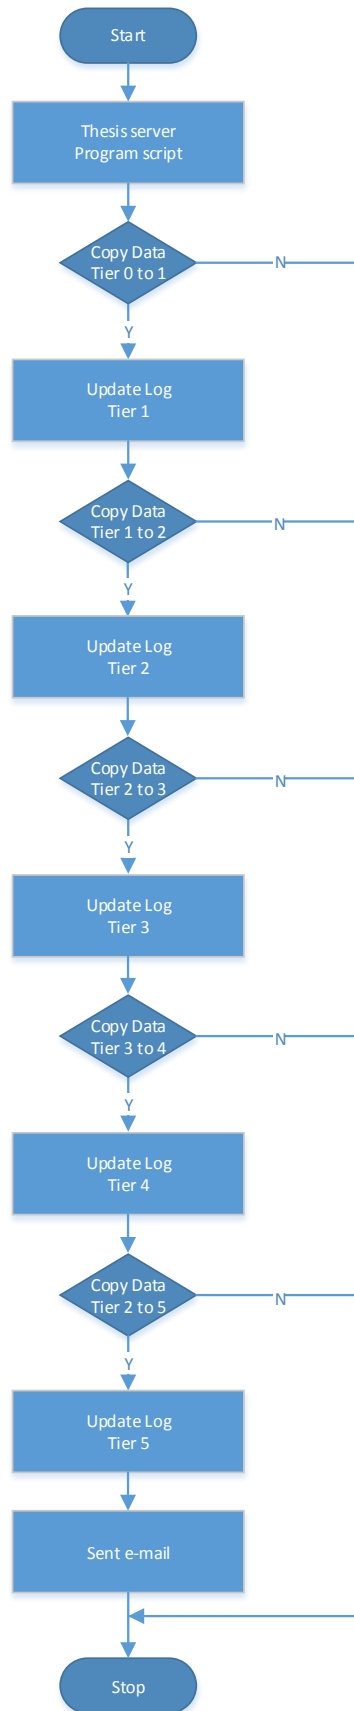 Start
Thesis server
Program script
Copy Data
Tier 0 to 1
N
Y
Update Log
Tier 1
Copy Data
Tier 1 to 2
N
Y
Update Log
Tier 2
Copy Data
Tier 2 to 3
N
Y
Update Log
Tier 3
Copy Data
Tier 3 to 4
N
Y
Update Log
Tier 4
Copy Data
Tier 2 to 5
N
Y
Update Log
Tier 5
Sent e-mail
Stop